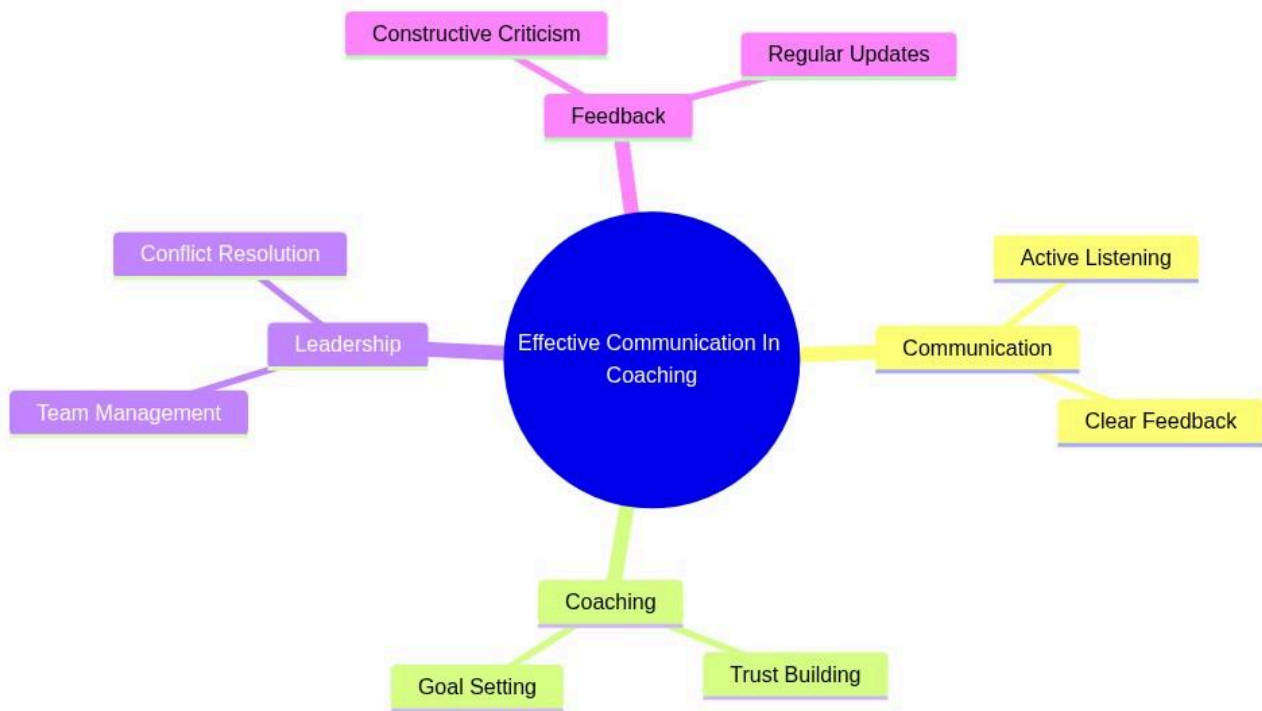 Constructive Criticism
Regular Updates
Feedback
Conflict Resolution
Leadership
Team Management
Effective Communication In
Coaching
Active Listening
Communication
Clear Feedback
Coaching
Goal Setting
Trust Building